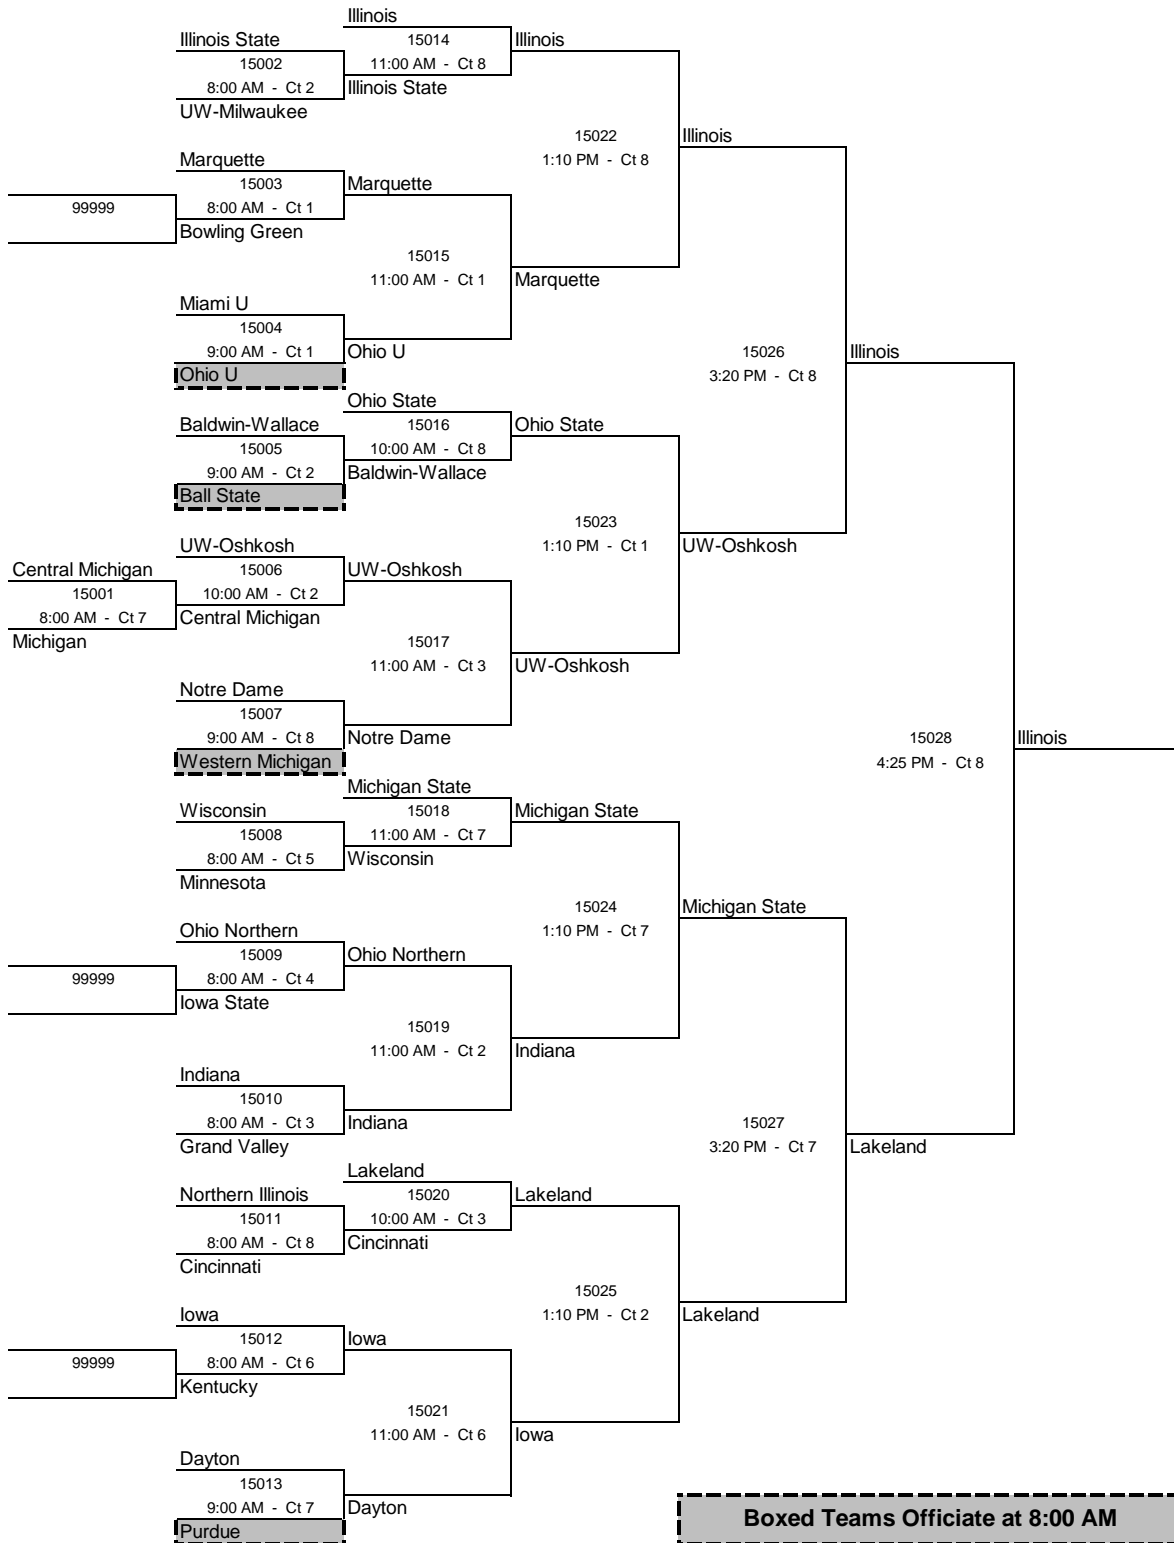 Illinois
Illinois State
15014
Illinois
15002
11:00 AM - Ct 8
8:00 AM - Ct 2
Illinois State
UW-Milwaukee
15022
Illinois
1:10 PM - Ct 8
Marquette
15003
Marquette
99999
8:00 AM - Ct 1
Bowling Green
15015
11:00 AM - Ct 1
Marquette
Miami U
15004
9:00 AM - Ct 1
Ohio U
15026
Illinois
Ohio U
3:20 PM - Ct 8
Ohio State
Baldwin-Wallace
15016
Ohio State
15005
10:00 AM - Ct 8
9:00 AM - Ct 2
Baldwin-Wallace
Ball State
15023
UW-Oshkosh
1:10 PM - Ct 1
UW-Oshkosh
Central Michigan
15006
UW-Oshkosh
15001
10:00 AM - Ct 2
8:00 AM - Ct 7
Central Michigan
Michigan
15017
11:00 AM - Ct 3
UW-Oshkosh
Notre Dame
15007
9:00 AM - Ct 8
Notre Dame
15028
Illinois
Western Michigan
4:25 PM - Ct 8
Michigan State
Wisconsin
15018
Michigan State
15008
11:00 AM - Ct 7
8:00 AM - Ct 5
Wisconsin
Minnesota
15024
Michigan State
Ohio Northern
1:10 PM - Ct 7
15009
Ohio Northern
99999
8:00 AM - Ct 4
Iowa State
15019
11:00 AM - Ct 2
Indiana
Indiana
15010
8:00 AM - Ct 3
Indiana
15027
Grand Valley
3:20 PM - Ct 7
Lakeland
Lakeland
Northern Illinois
15020
Lakeland
15011
10:00 AM - Ct 3
8:00 AM - Ct 8
Cincinnati
Cincinnati
15025
Iowa
1:10 PM - Ct 2
Lakeland
15012
Iowa
99999
8:00 AM - Ct 6
Kentucky
15021
11:00 AM - Ct 6
Iowa
Dayton
15013
9:00 AM - Ct 7
Dayton
Purdue
Boxed Teams Officiate at 8:00 AM